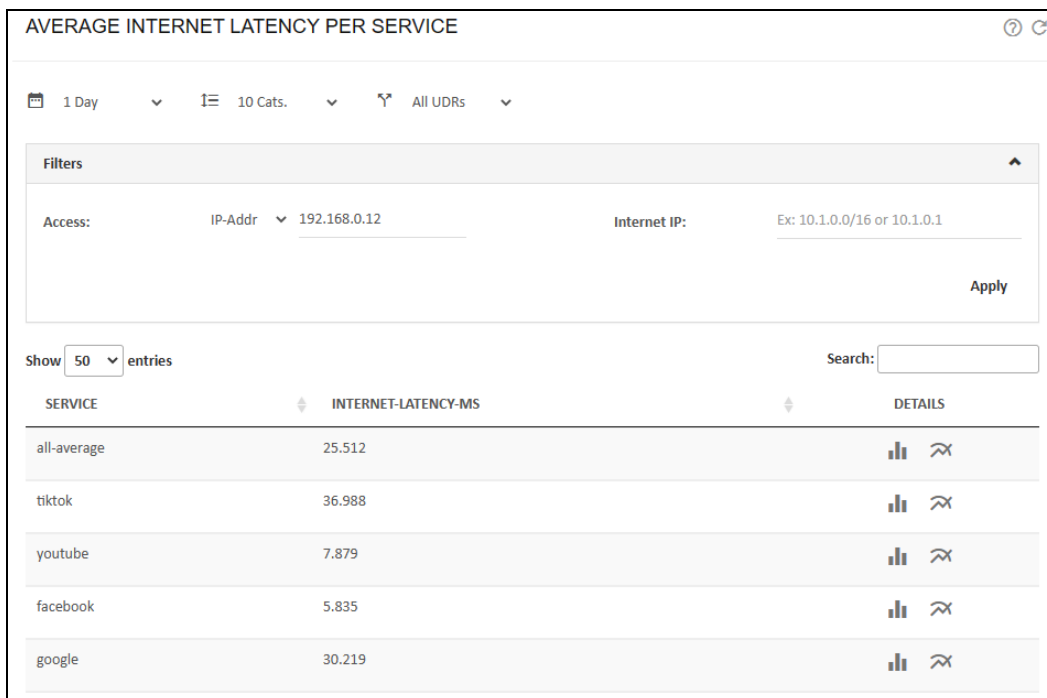 AVERAGE INTERNET LATENCY PER SERVICE
1 Day 10 Cats. All UDRs
Filters
Access: IP-Addr 192.168.0.12 Internet IP: Ex: 10.1.0.0/16 or 10.1.0.1
Apply
Show 50 entries Search:
SERVICE INTERNET-LATENCY-MS DETAILS
all-average 25.512
tiktok 36.988
youtube 7.879
facebook 5.835
google 30.219